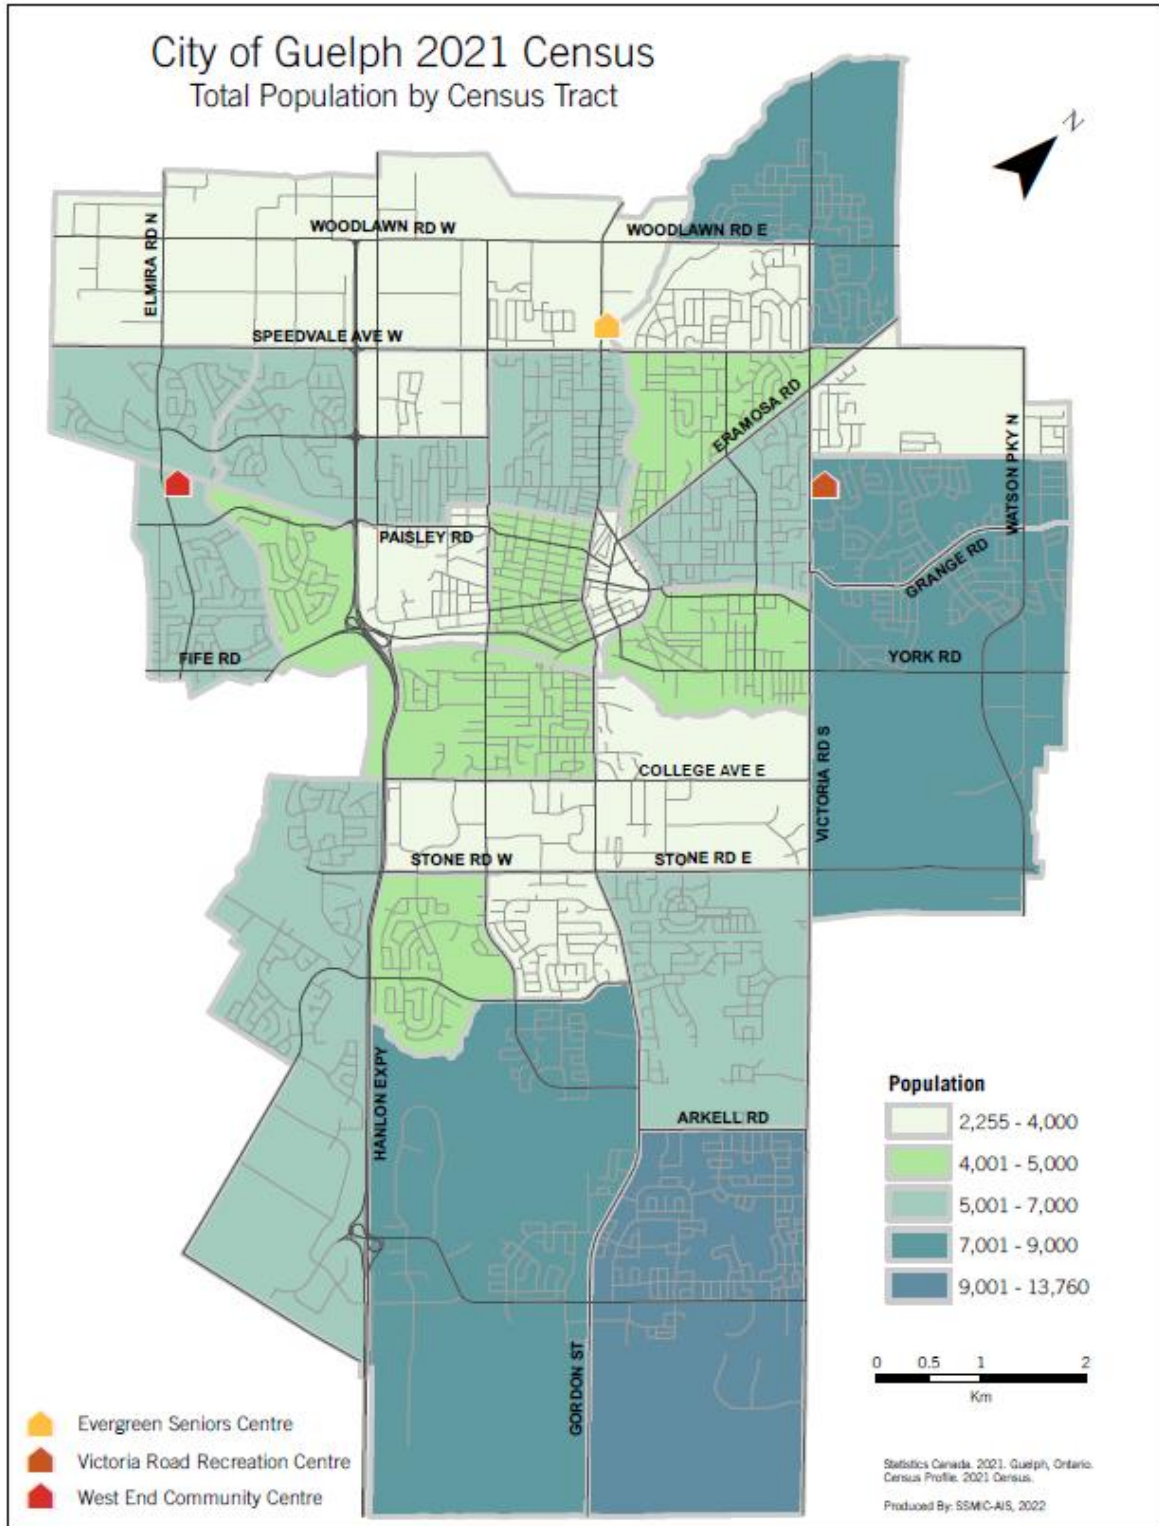 City of Guelph 2021 Census
Total Population by Census Tract
N
ELMIRA RD N
WOODLAWN RD W
WOODLAWN RD E
SPEEDVALE AVE W
ERAMOSA RD
WATSON PKY N
PAISLEY RD
GRANGE RD
FIFE RD
YORK RD
VICTORIA RD S
COLLEGE AVE E
STONE RD W
STONE RD E
HANLON EXPY
ARKELL RD
GORDON ST
Population
2,255 - 4,000
4,001 - 5,000
5,001 - 7,000
7,001 - 9,000
9,001 - 13,760
0 0.5 1 2
Km
Evergreen Seniors Centre
Victoria Road Recreation Centre
West End Community Centre
Statistics Canada. 2021. Guelph, Ontario.
Census Profile. 2021 Census.
Produced By: SSMIC-AIS, 2022